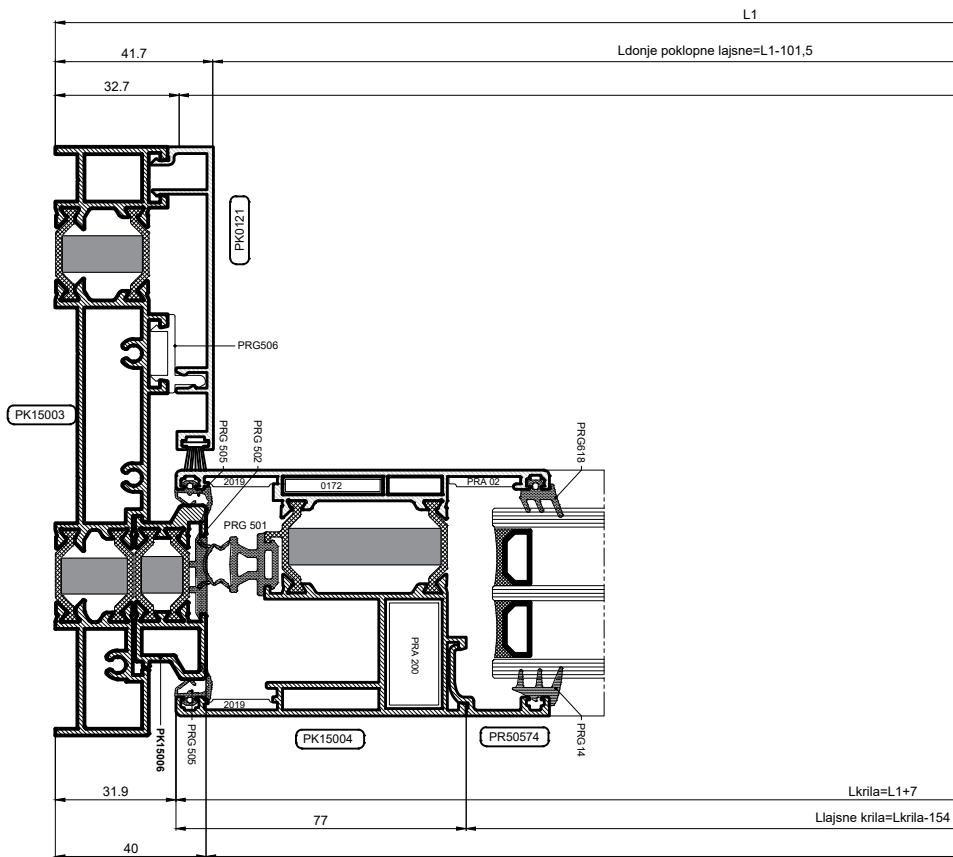 L1
41.7
Ldonje poklopne lajsne=L1-101,5
32.7
PK0121
PRG506
PK15003
PRG 505
PRG 502
PRG618
2019
0172
PRA 02
PRG 501
PRA 200
2019
PK15006
PRG 505
PK15004
PR50574
PRG14
31.9
Lkrila=L1+7
77
Llajsne krila=Lkrila-154
40